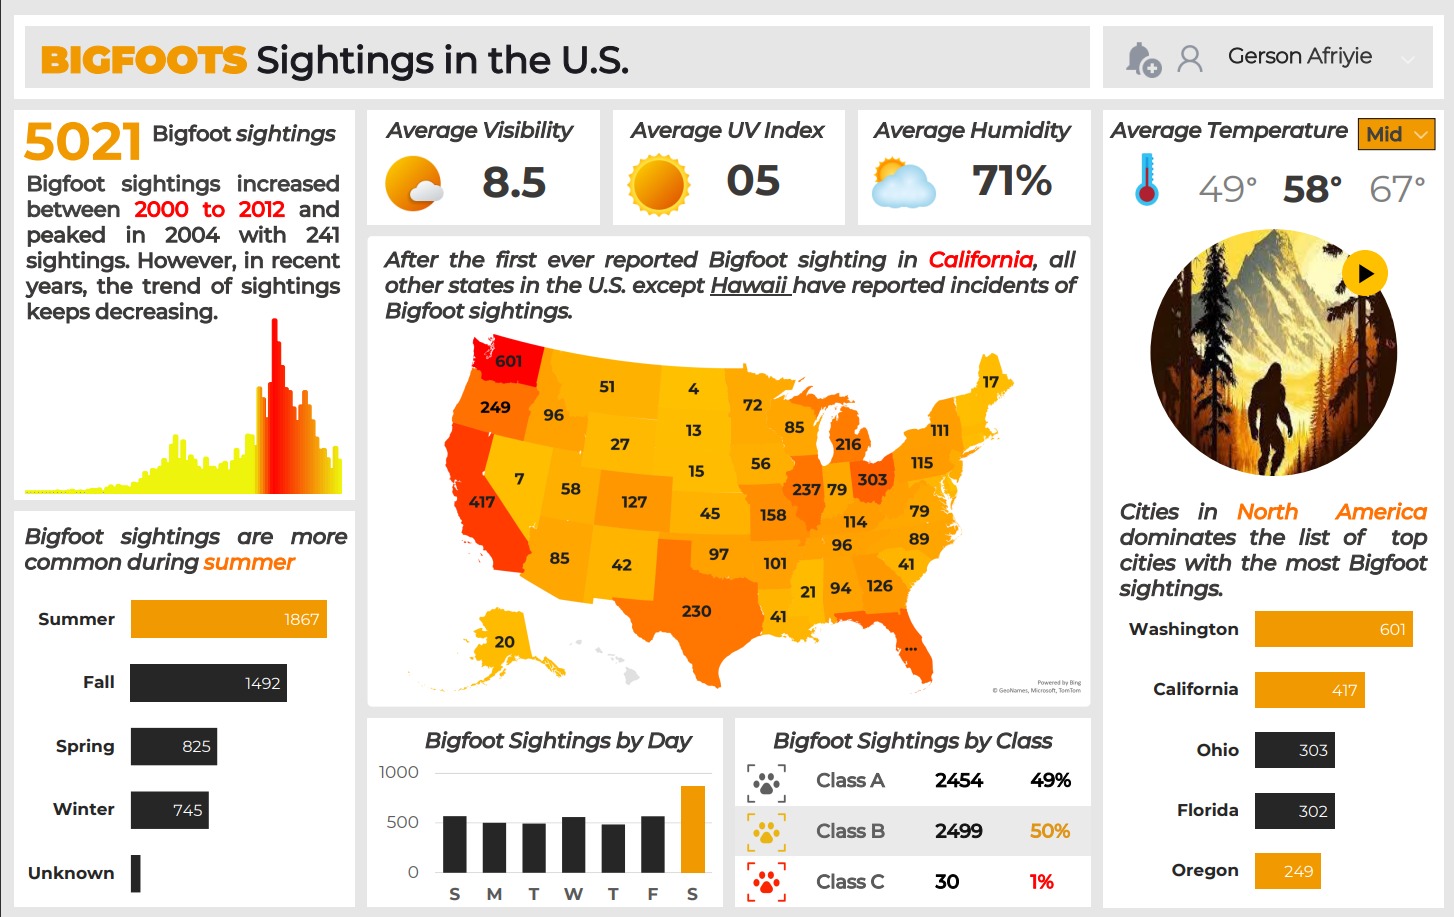 BIGFOOTS Sightings in the U.S.
Gerson Afriyie
5021 Bigfoot sightings
Bigfoot sightings increased
between 2000 to 2012 and
peaked in 2004 with 241
sightings. However, in recent
years, the trend of sightings
keeps decreasing.
Bigfoot sightings are more
common during summer
Summer 1867
Fall 1492
Spring 825
Winter 745
Unknown
Average Visibility
8.5
Average UV Index
05
Average Humidity
71%
After the first ever reported Bigfoot sighting in California, all
other states in the U.S. except Hawaii have reported incidents of
Bigfoot sightings.
601
51
4
17
249
96
72
85
13
111
216
27
15
56
115
7
58
237
79
303
417
127
45
158
114
79
96
89
85
42
97
101
41
21
94
126
230
41
20
...
Powered by Bing
© GeoNames, Microsoft, TomTom
Bigfoot Sightings by Day
1000
500
0
S M T W T F S
Bigfoot Sightings by Class
Class A 2454 49%
Class B 2499 50%
Class C 30 1%
Average Temperature Mid
49° 58° 67°
Cities in North America
dominates the list of top
cities with the most Bigfoot
sightings.
Washington 601
California 417
Ohio 303
Florida 302
Oregon 249